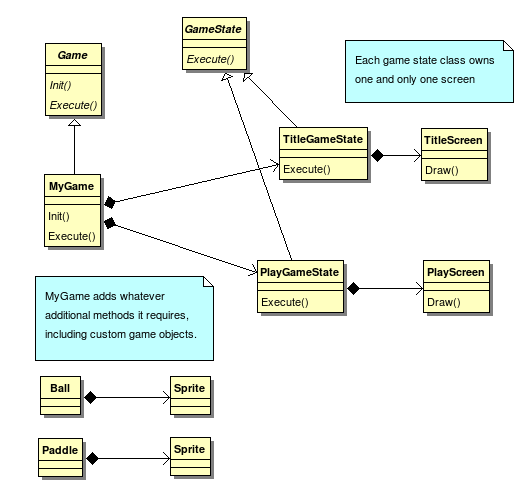 GameState
Execute()
Game
Init()
Execute()
Each game state class owns
one and only one screen
TitleGameState
Execute()
TitleScreen
Draw()
MyGame
Init()
Execute()
PlayGameState
Execute()
PlayScreen
Draw()
MyGame adds whatever
additional methods it requires,
including custom game objects.
Ball
Sprite
Paddle
Sprite